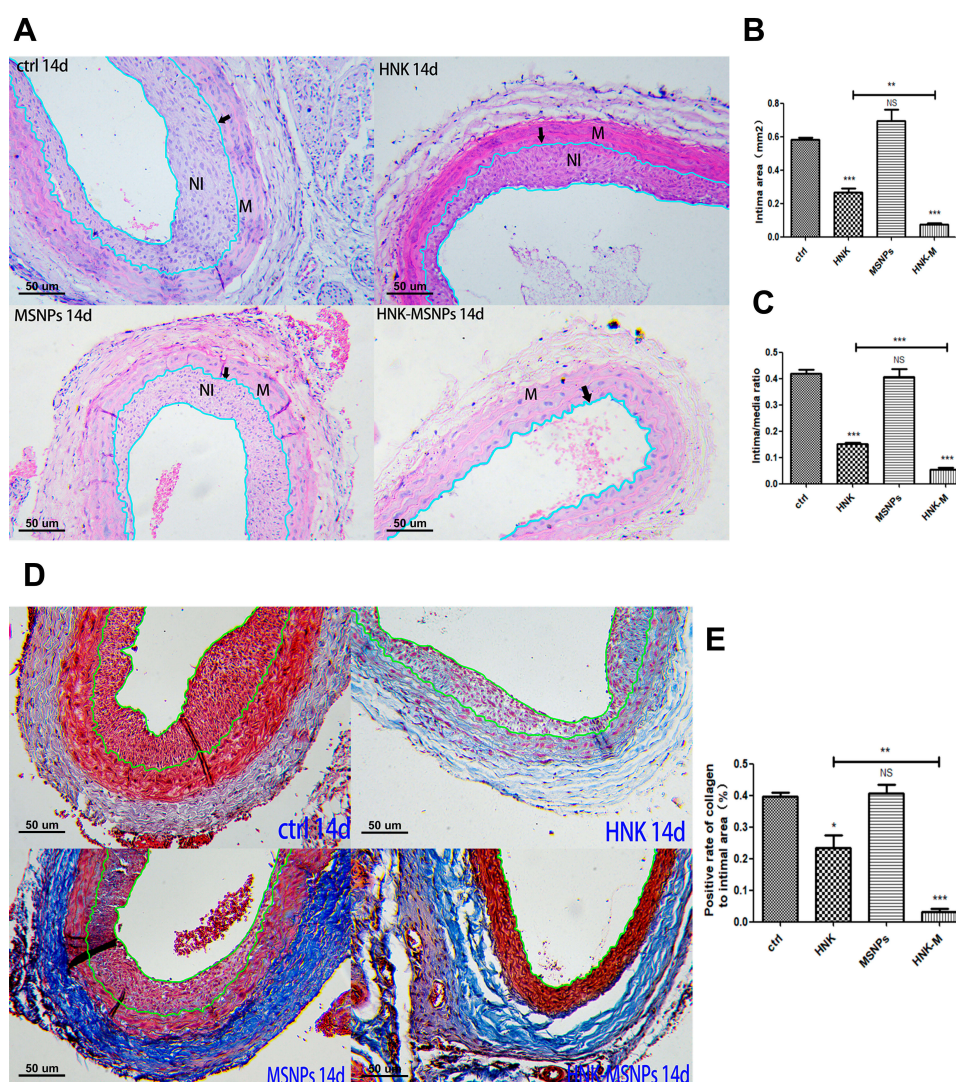 A
ctrl 14d
NI
M
50 um
HNK 14d
M
NI
50 um
MSNPs 14d
NI
M
50 um
HNK-MSNPs 14d
M
50 um
B
**
NS
***
***
Intima area（mm2）
0.8
0.6
0.4
0.2
0.0
ctrl
HNK
MSNPs
HNK-M
C
***
NS
***
***
Intima/media ratio
0.5
0.4
0.3
0.2
0.1
0.0
ctrl
HNK
MSNPs
HNK-M
D
50 um
ctrl 14d
50 um
HNK 14d
50 um
MSNPs 14d
50 um
HNK-MSNPs 14d
E
**
NS
*
***
Positive rate of collagen
to intimal area（%）
0.5
0.4
0.3
0.2
0.1
0.0
ctrl
HNK
MSNPs
HNK-M